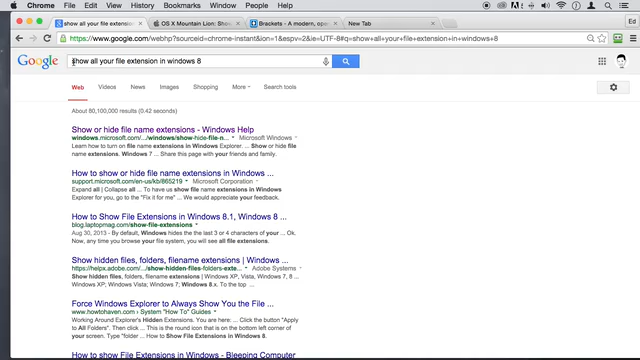 show all your file extensions
OS X Mountain Lion: Show
Brackets - A modern, open
New Tab
Ed
https://www.google.com/webhp?sourceid=chrome-instant&ion=1&espv=2&ie=UTF-8#q=show+all+your+file+extension+in+windows+8
Google
show all your file extension in windows 8
Web
Videos
News
Images
Shopping
More
Search tools
About 80,100,000 results (0.42 seconds)
Show or hide file name extensions - Windows Help
windows.microsoft.com/.../windows/show-hide-file-n... Microsoft Windows
Learn how to turn on file name extensions in Windows Explorer. ... Show or hide
file name extensions. Windows 7 ... Share this page with your friends and family.
How to show or hide file name extensions in Windows ...
support.microsoft.com/en-us/kb/865219 Microsoft Corporation
Expand all | Collapse all ... To have us show file name extensions in Windows
Explorer for you, go to the "Fix it for me" ... We would appreciate your feedback.
How to Show File Extensions in Windows 8.1, Windows 8 ...
blog.laptopmag.com/show-file-extensions
Aug 30, 2013 - By default, Windows hides the the last 3 or 4 characters of your ... Ok.
Now, any time you browse your file system, you will see all file extensions.
Show hidden files, folders, filename extensions | Windows ...
https://helpx.adobe.com/.../show-hidden-files-folders-exte... Adobe Systems
Show hidden files, folders, filename extensions | Windows XP, Vista, Windows 7, 8 ...
Windows XP; Windows Vista; Windows 7; Windows 8.x. To the top ...
Force Windows Explorer to Always Show You the File ...
www.howtohaven.com › System "How To" Guides
Working Around Explorer's Hidden Extensions. You are here: ... Click the button "Apply
to All Folders". Then click ... This is the round icon that is on the bottom left corner of
your screen. Type "folder ... How to Show File Extensions in Windows 8.
How to Show File Extensions in Windows - Bleeping Computer